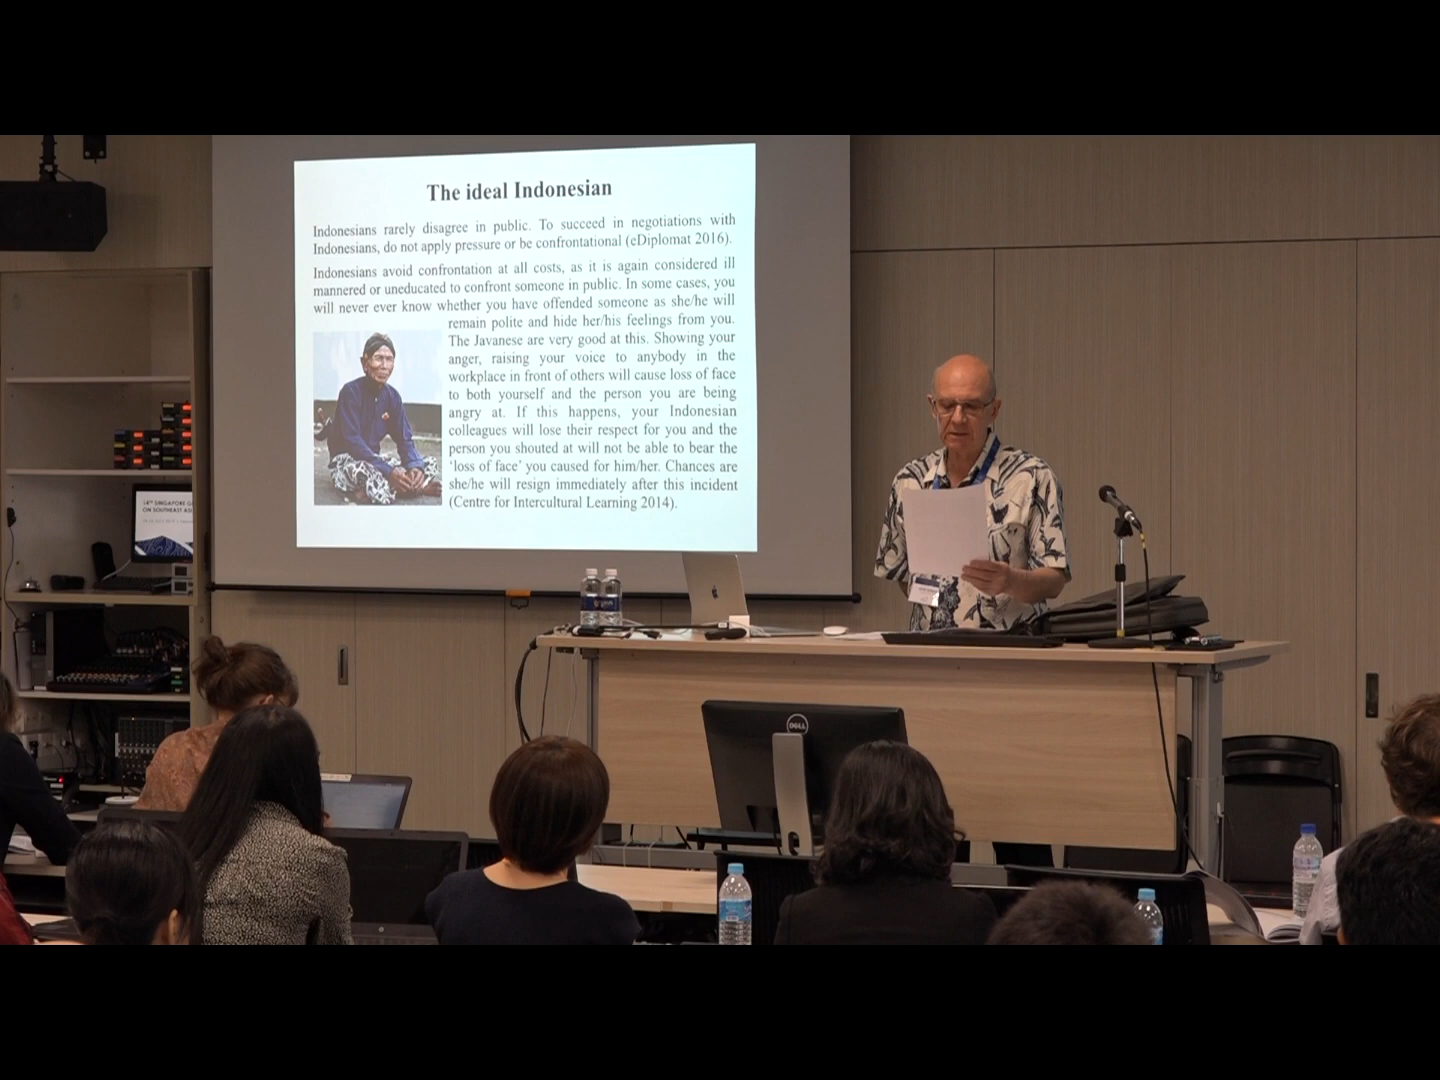 The ideal Indonesian
Indonesians rarely disagree in public. To succeed in negotiations with
Indonesians, do not apply pressure or be confrontational (eDiplomat 2016).
Indonesians avoid confrontation at all costs, as it is again considered ill
mannered or uneducated to confront someone in public. In some cases, you
will never ever know whether you have offended someone as she/he will
remain polite and hide her/his feelings from you.
The Javanese are very good at this. Showing your
anger, raising your voice to anybody in the
workplace in front of others will cause loss of face
to both yourself and the person you are being
angry at. If this happens, your Indonesian
colleagues will lose their respect for you and the
person you shouted at will not be able to bear the
‘loss of face’ you caused for him/her. Chances are
she/he will resign immediately after this incident
(Centre for Intercultural Learning 2014).
14TH SINGAPORE G
ON SOUTHEAST AS
DELL